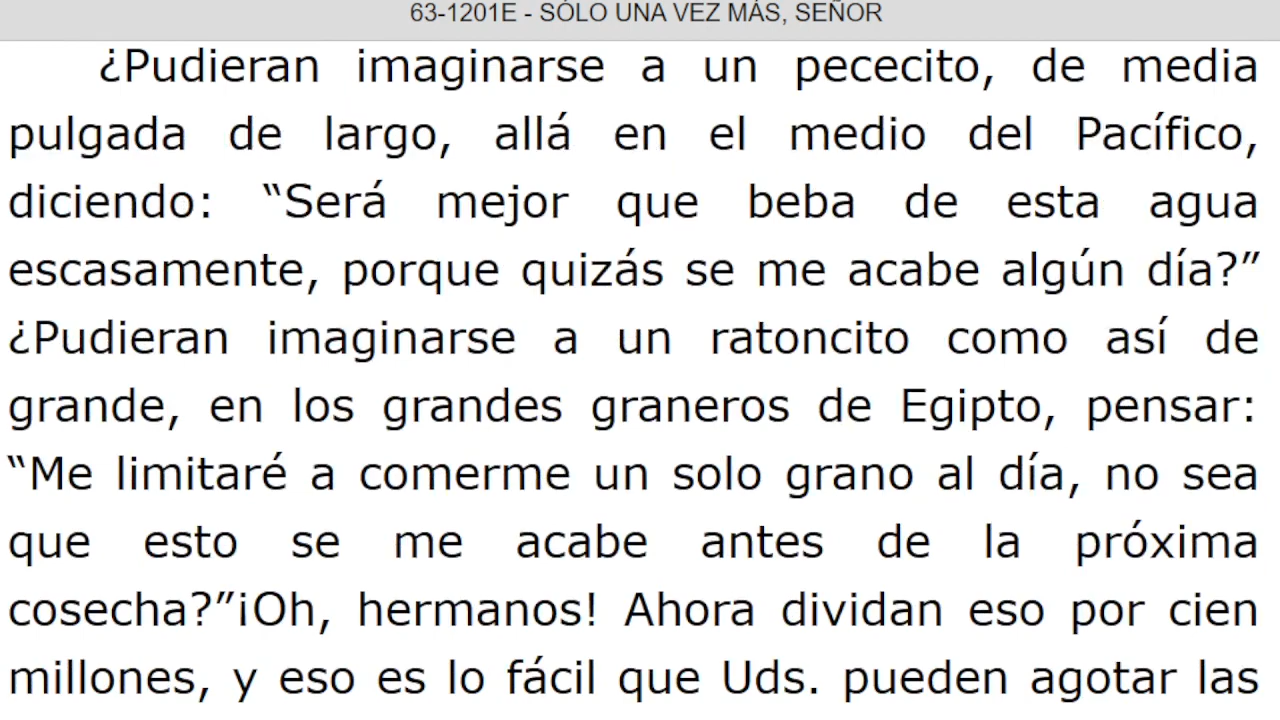 63-1201E - SÓLO UNA VEZ MÁS, SEÑOR
¿Pudieran imaginarse a un pececito, de media
pulgada de largo, allá en el medio del Pacífico,
diciendo: “Será mejor que beba de esta agua
escasamente, porque quizás se me acabe algún día?”
¿Pudieran imaginarse a un ratoncito como así de
grande, en los grandes graneros de Egipto, pensar:
“Me limitaré a comerme un solo grano al día, no sea
que esto se me acabe antes de la próxima
cosecha?”¡Oh, hermanos! Ahora dividan eso por cien
millones, y eso es lo fácil que Uds. pueden agotar las